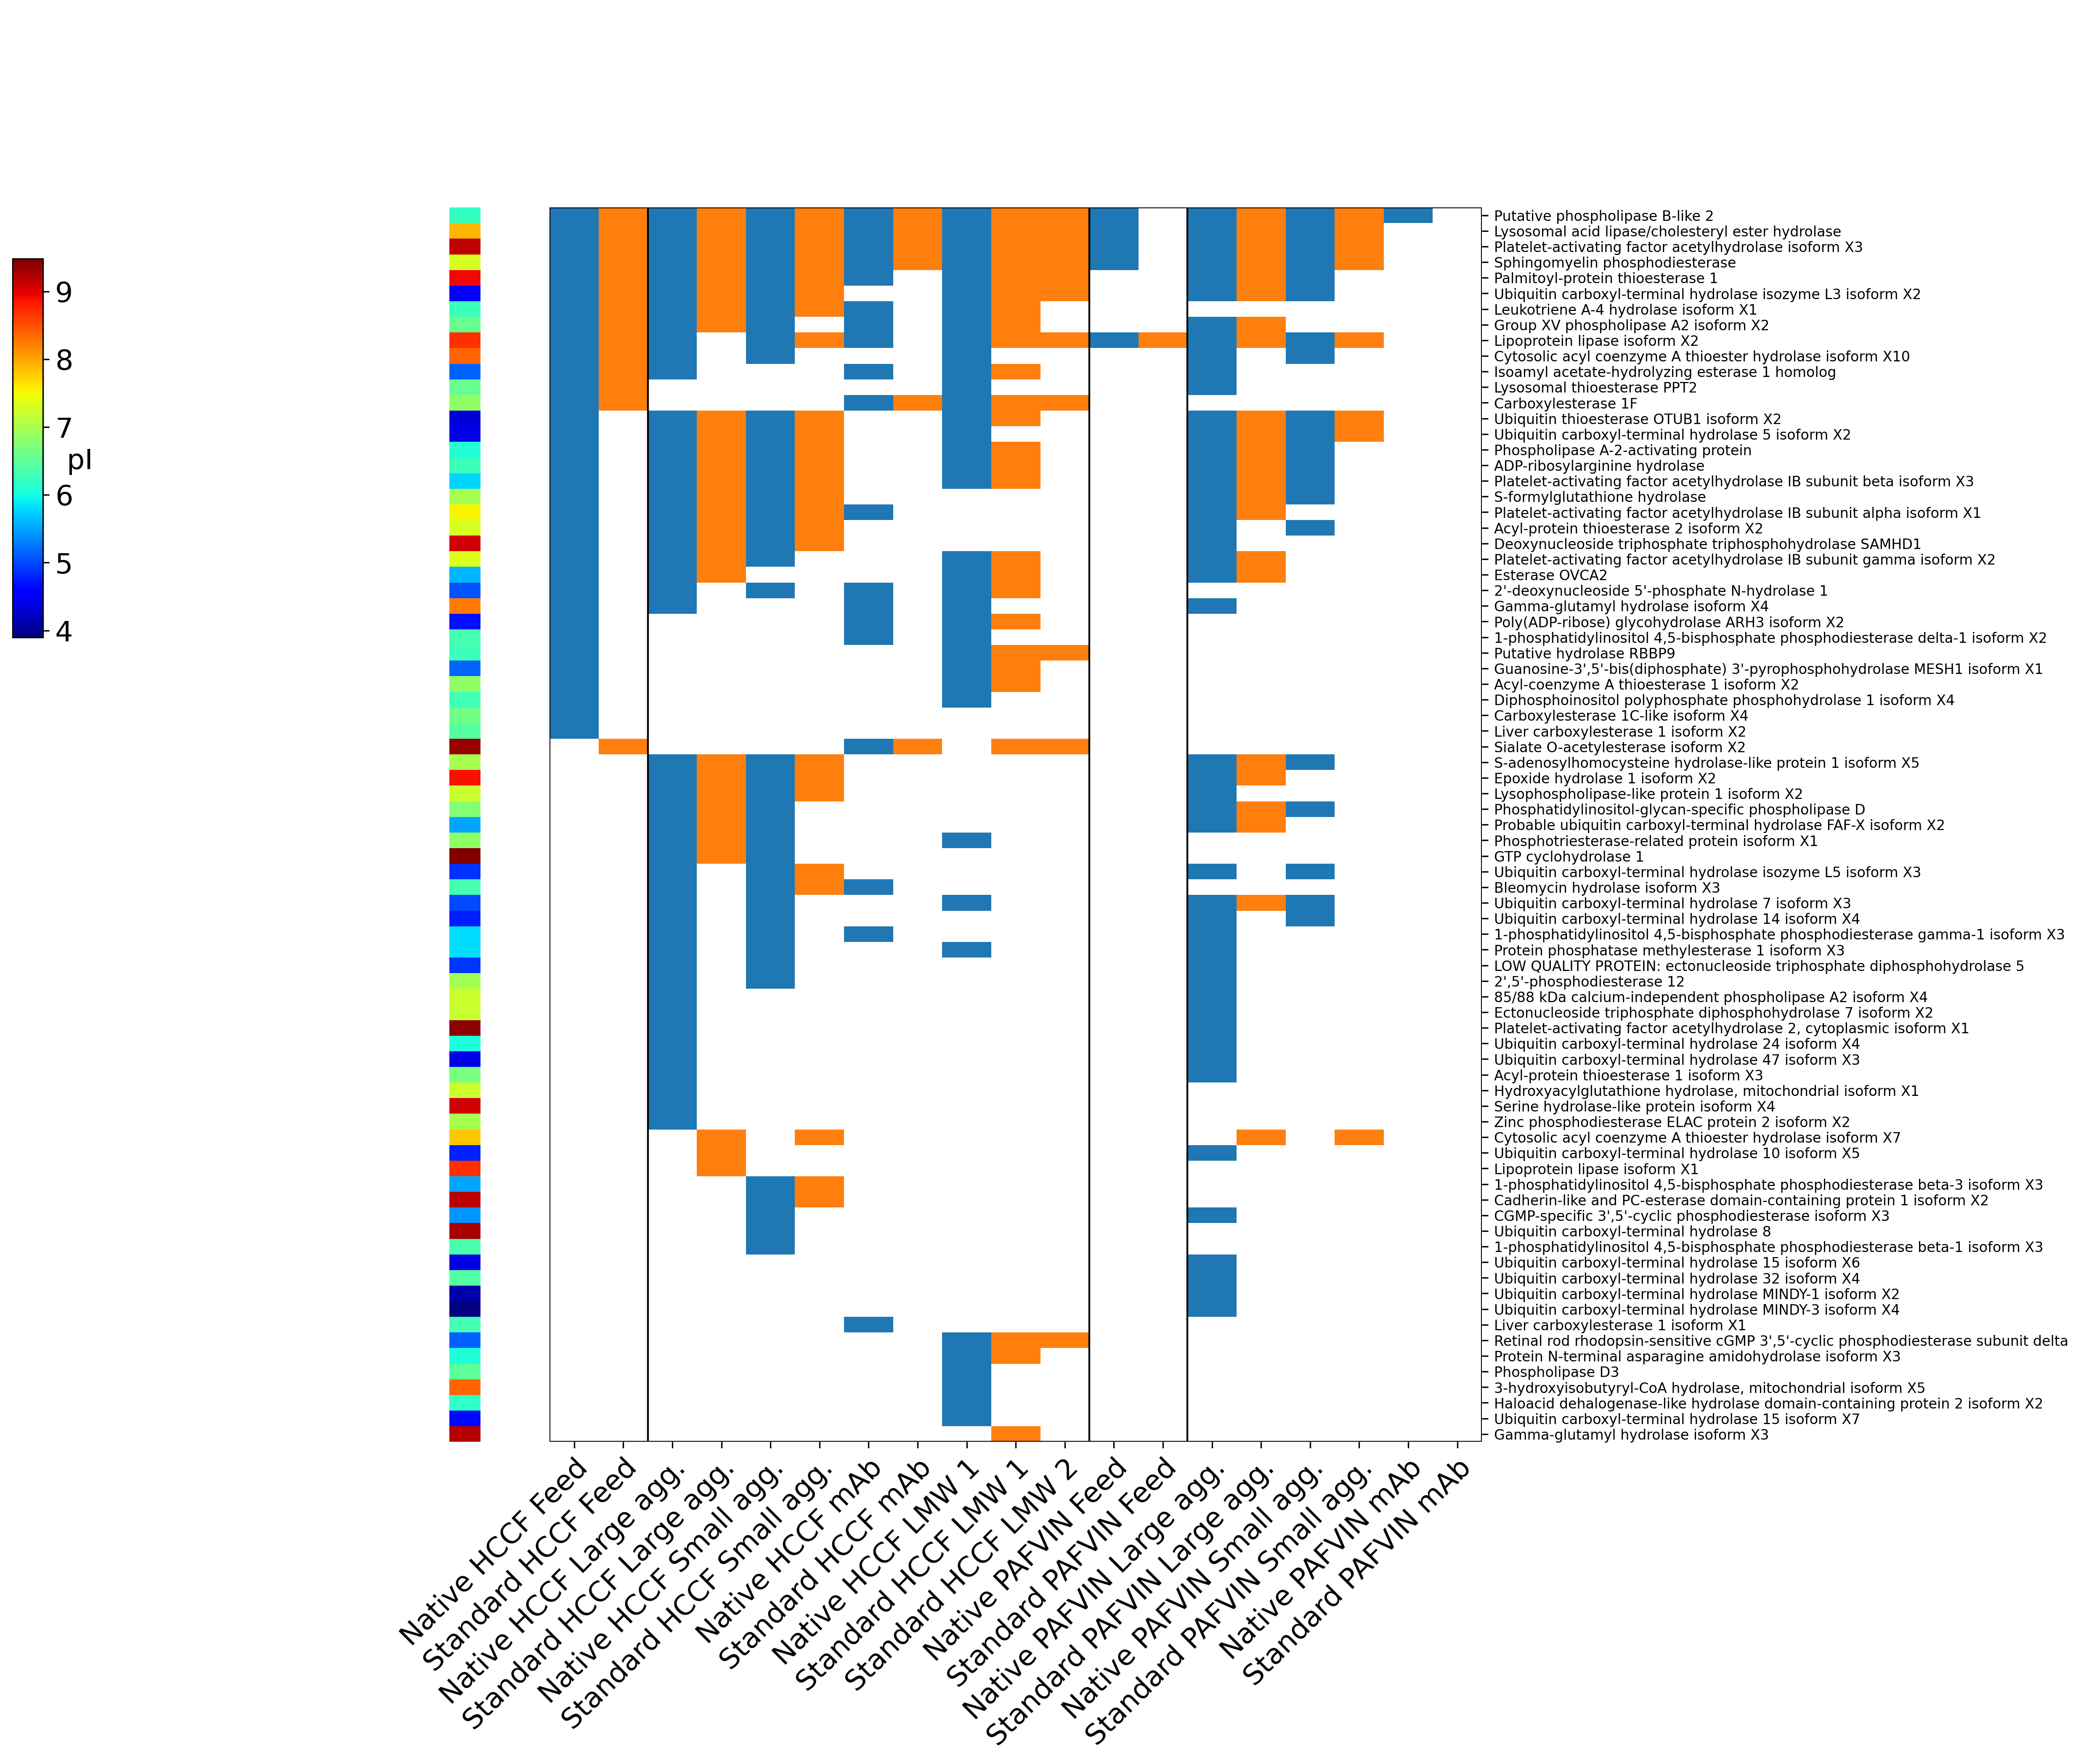 Putative phospholipase B-like 2
Lysosomal acid lipase/cholesteryl ester hydrolase
Platelet-activating factor acetylhydrolase isoform X3
Sphingomyelin phosphodiesterase
Palmitoyl-protein thioesterase 1
Ubiquitin carboxyl-terminal hydrolase isozyme L3 isoform X2
Leukotriene A-4 hydrolase isoform X1
Group XV phospholipase A2 isoform X2
Lipoprotein lipase isoform X2
Cytosolic acyl coenzyme A thioester hydrolase isoform X10
Isoamyl acetate-hydrolyzing esterase 1 homolog
Lysosomal thioesterase PPT2
Carboxylesterase 1F
Ubiquitin thioesterase OTUB1 isoform X2
Ubiquitin carboxyl-terminal hydrolase 5 isoform X2
Phospholipase A-2-activating protein
ADP-ribosylarginine hydrolase
Platelet-activating factor acetylhydrolase IB subunit beta isoform X3
S-formylglutathione hydrolase
Platelet-activating factor acetylhydrolase IB subunit alpha isoform X1
Acyl-protein thioesterase 2 isoform X2
Deoxynucleoside triphosphate triphosphohydrolase SAMHD1
Platelet-activating factor acetylhydrolase IB subunit gamma isoform X2
Esterase OVCA2
2'-deoxynucleoside 5'-phosphate N-hydrolase 1
Gamma-glutamyl hydrolase isoform X4
Poly(ADP-ribose) glycohydrolase ARH3 isoform X2
1-phosphatidylinositol 4,5-bisphosphate phosphodiesterase delta-1 isoform X2
Putative hydrolase RBBP9
Guanosine-3',5'-bis(diphosphate) 3'-pyrophosphohydrolase MESH1 isoform X1
Acyl-coenzyme A thioesterase 1 isoform X2
Diphosphoinositol polyphosphate phosphohydrolase 1 isoform X4
Carboxylesterase 1C-like isoform X4
Liver carboxylesterase 1 isoform X2
Sialate O-acetylesterase isoform X2
S-adenosylhomocysteine hydrolase-like protein 1 isoform X5
Epoxide hydrolase 1 isoform X2
Lysophospholipase-like protein 1 isoform X2
Phosphatidylinositol-glycan-specific phospholipase D
Probable ubiquitin carboxyl-terminal hydrolase FAF-X isoform X2
Phosphotriesterase-related protein isoform X1
GTP cyclohydrolase 1
Ubiquitin carboxyl-terminal hydrolase isozyme L5 isoform X3
Bleomycin hydrolase isoform X3
Ubiquitin carboxyl-terminal hydrolase 7 isoform X3
Ubiquitin carboxyl-terminal hydrolase 14 isoform X4
1-phosphatidylinositol 4,5-bisphosphate phosphodiesterase gamma-1 isoform X3
Protein phosphatase methylesterase 1 isoform X3
LOW QUALITY PROTEIN: ectonucleoside triphosphate diphosphohydrolase 5
2',5'-phosphodiesterase 12
85/88 kDa calcium-independent phospholipase A2 isoform X4
Ectonucleoside triphosphate diphosphohydrolase 7 isoform X2
Platelet-activating factor acetylhydrolase 2, cytoplasmic isoform X1
Ubiquitin carboxyl-terminal hydrolase 24 isoform X4
Ubiquitin carboxyl-terminal hydrolase 47 isoform X3
Acyl-protein thioesterase 1 isoform X3
Hydroxyacylglutathione hydrolase, mitochondrial isoform X1
Serine hydrolase-like protein isoform X4
Zinc phosphodiesterase ELAC protein 2 isoform X2
Cytosolic acyl coenzyme A thioester hydrolase isoform X7
Ubiquitin carboxyl-terminal hydrolase 10 isoform X5
Lipoprotein lipase isoform X1
1-phosphatidylinositol 4,5-bisphosphate phosphodiesterase beta-3 isoform X3
Cadherin-like and PC-esterase domain-containing protein 1 isoform X2
CGMP-specific 3',5'-cyclic phosphodiesterase isoform X3
Ubiquitin carboxyl-terminal hydrolase 8
1-phosphatidylinositol 4,5-bisphosphate phosphodiesterase beta-1 isoform X3
Ubiquitin carboxyl-terminal hydrolase 15 isoform X6
Ubiquitin carboxyl-terminal hydrolase 32 isoform X4
Ubiquitin carboxyl-terminal hydrolase MINDY-1 isoform X2
Ubiquitin carboxyl-terminal hydrolase MINDY-3 isoform X4
Liver carboxylesterase 1 isoform X1
Retinal rod rhodopsin-sensitive cGMP 3',5'-cyclic phosphodiesterase subunit delta
Protein N-terminal asparagine amidohydrolase isoform X3
Phospholipase D3
3-hydroxyisobutyryl-CoA hydrolase, mitochondrial isoform X5
Haloacid dehalogenase-like hydrolase domain-containing protein 2 isoform X2
Ubiquitin carboxyl-terminal hydrolase 15 isoform X7
Gamma-glutamyl hydrolase isoform X3
9
8
7
pI
6
5
4
Native HCCF Feed
Standard HCCF Feed
Native HCCF Large agg.
Standard HCCF Large agg.
Native HCCF Small agg.
Standard HCCF Small agg.
Native HCCF mAb
Standard HCCF mAb
Native HCCF LMW 1
Standard HCCF LMW 1
Standard HCCF LMW 2
Native PAFVIN Feed
Standard PAFVIN Feed
Native PAFVIN Large agg.
Standard PAFVIN Large agg.
Native PAFVIN Small agg.
Standard PAFVIN Small agg.
Native PAFVIN mAb
Standard PAFVIN mAb